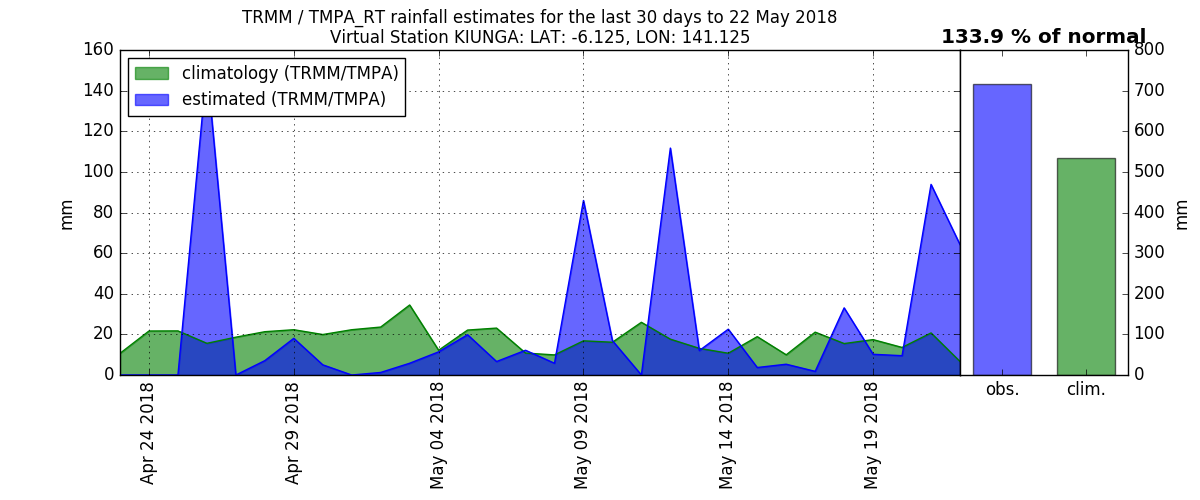 TRMM / TMPA_RT rainfall estimates for the last 30 days to 22 May 2018
Virtual Station KIUNGA: LAT: -6.125, LON: 141.125
133.9 % of normal
climatology (TRMM/TMPA)
estimated (TRMM/TMPA)
160
140
120
100
80
60
40
20
0
mm
Apr 24 2018
Apr 29 2018
May 04 2018
May 09 2018
May 14 2018
May 19 2018
800
700
600
500
400
300
200
100
0
mm
obs.
clim.